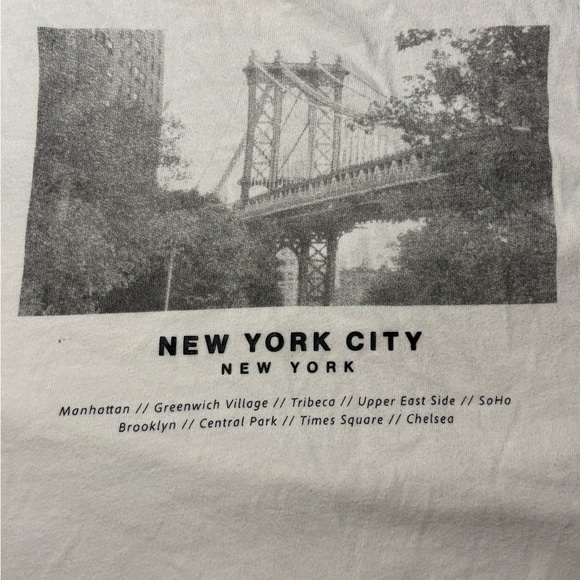 NEW YORK CITY
NEW YORK
Manhattan // Greenwich Village // Tribeca // Upper East Side // SoHo
Brooklyn // Central Park // Times Square // Chelsea